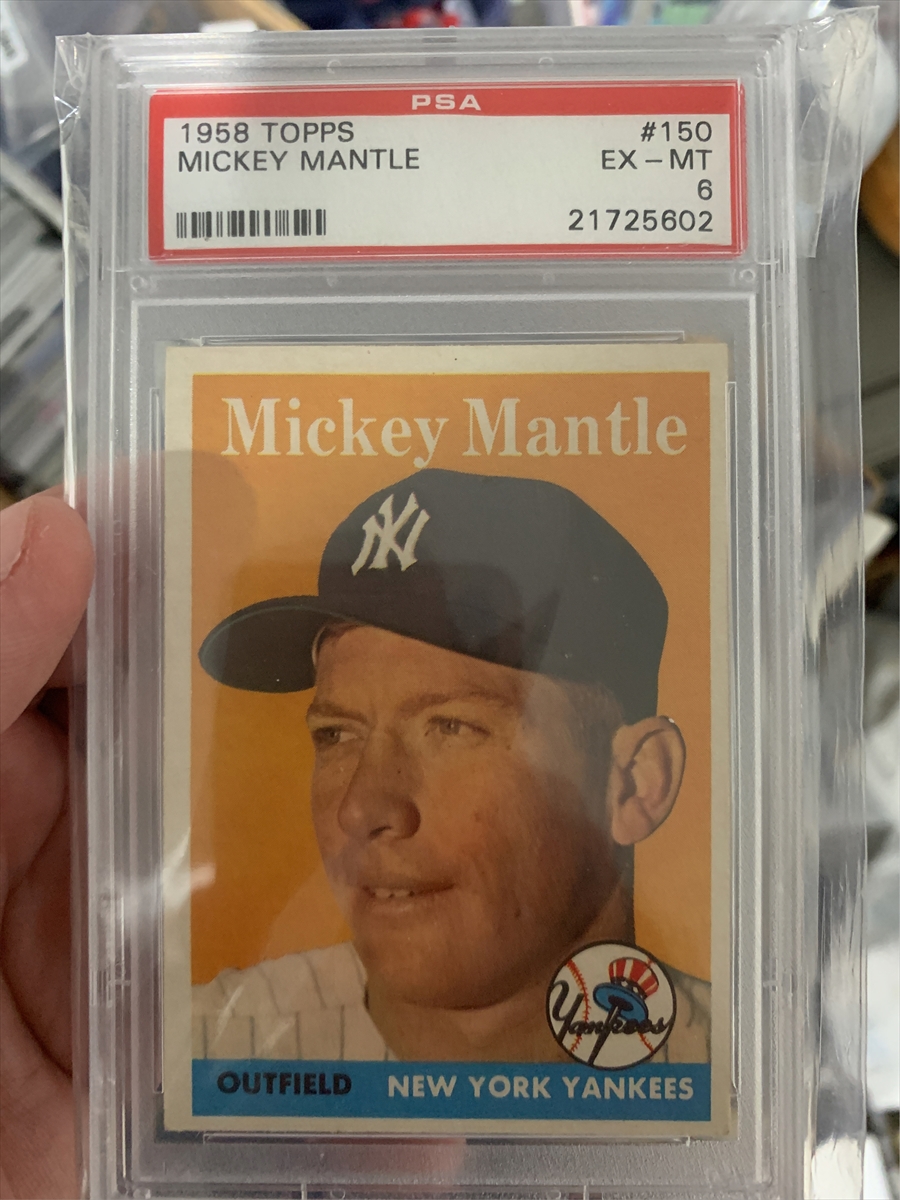 PSA
1958 TOPPS #150
MICKEY MANTLE EX - MT
6
21725602
Mickey Mantle
NY
Yankees
OUTFIELD NEW YORK YANKEES